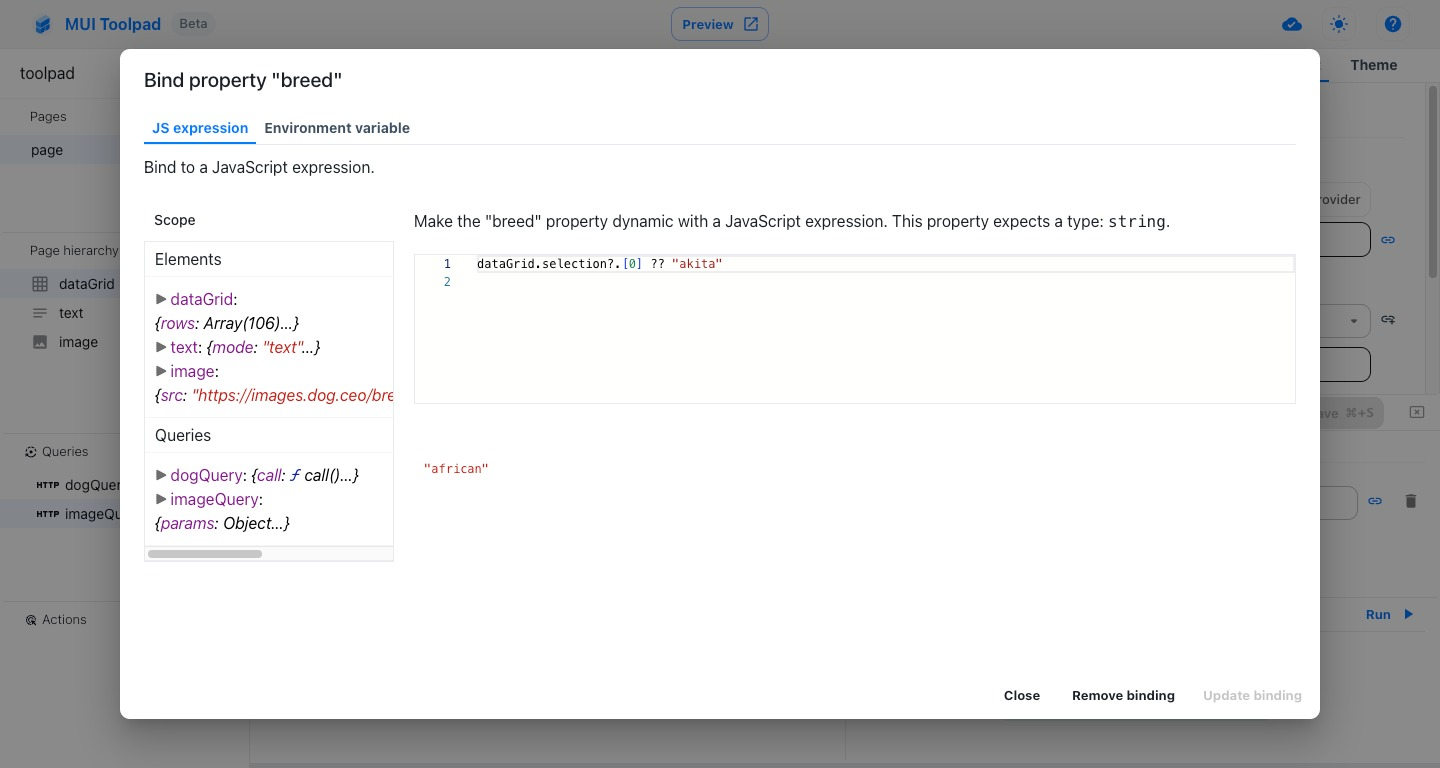 MUI Toolpad Beta Preview
toolpad
Theme
Pages
page
Page hierarchy
dataGrid
text
image
Queries
HTTP dogQuer
HTTP imageQu
Actions
Bind property "breed"
JS expression Environment variable
Bind to a JavaScript expression.
Scope
Elements
dataGrid:
{rows: Array(106)…}
text: {mode: "text"…}
image:
{src: "https://images.dog.ceo/bre
Queries
dogQuery: {call: ƒ call()…}
imageQuery:
{params: Object…}
Make the "breed" property dynamic with a JavaScript expression. This property expects a type: string.
1 dataGrid.selection?.[0] ?? "akita"
2
"african"
Close Remove binding Update binding
rovider
ave ⌘+S
Run